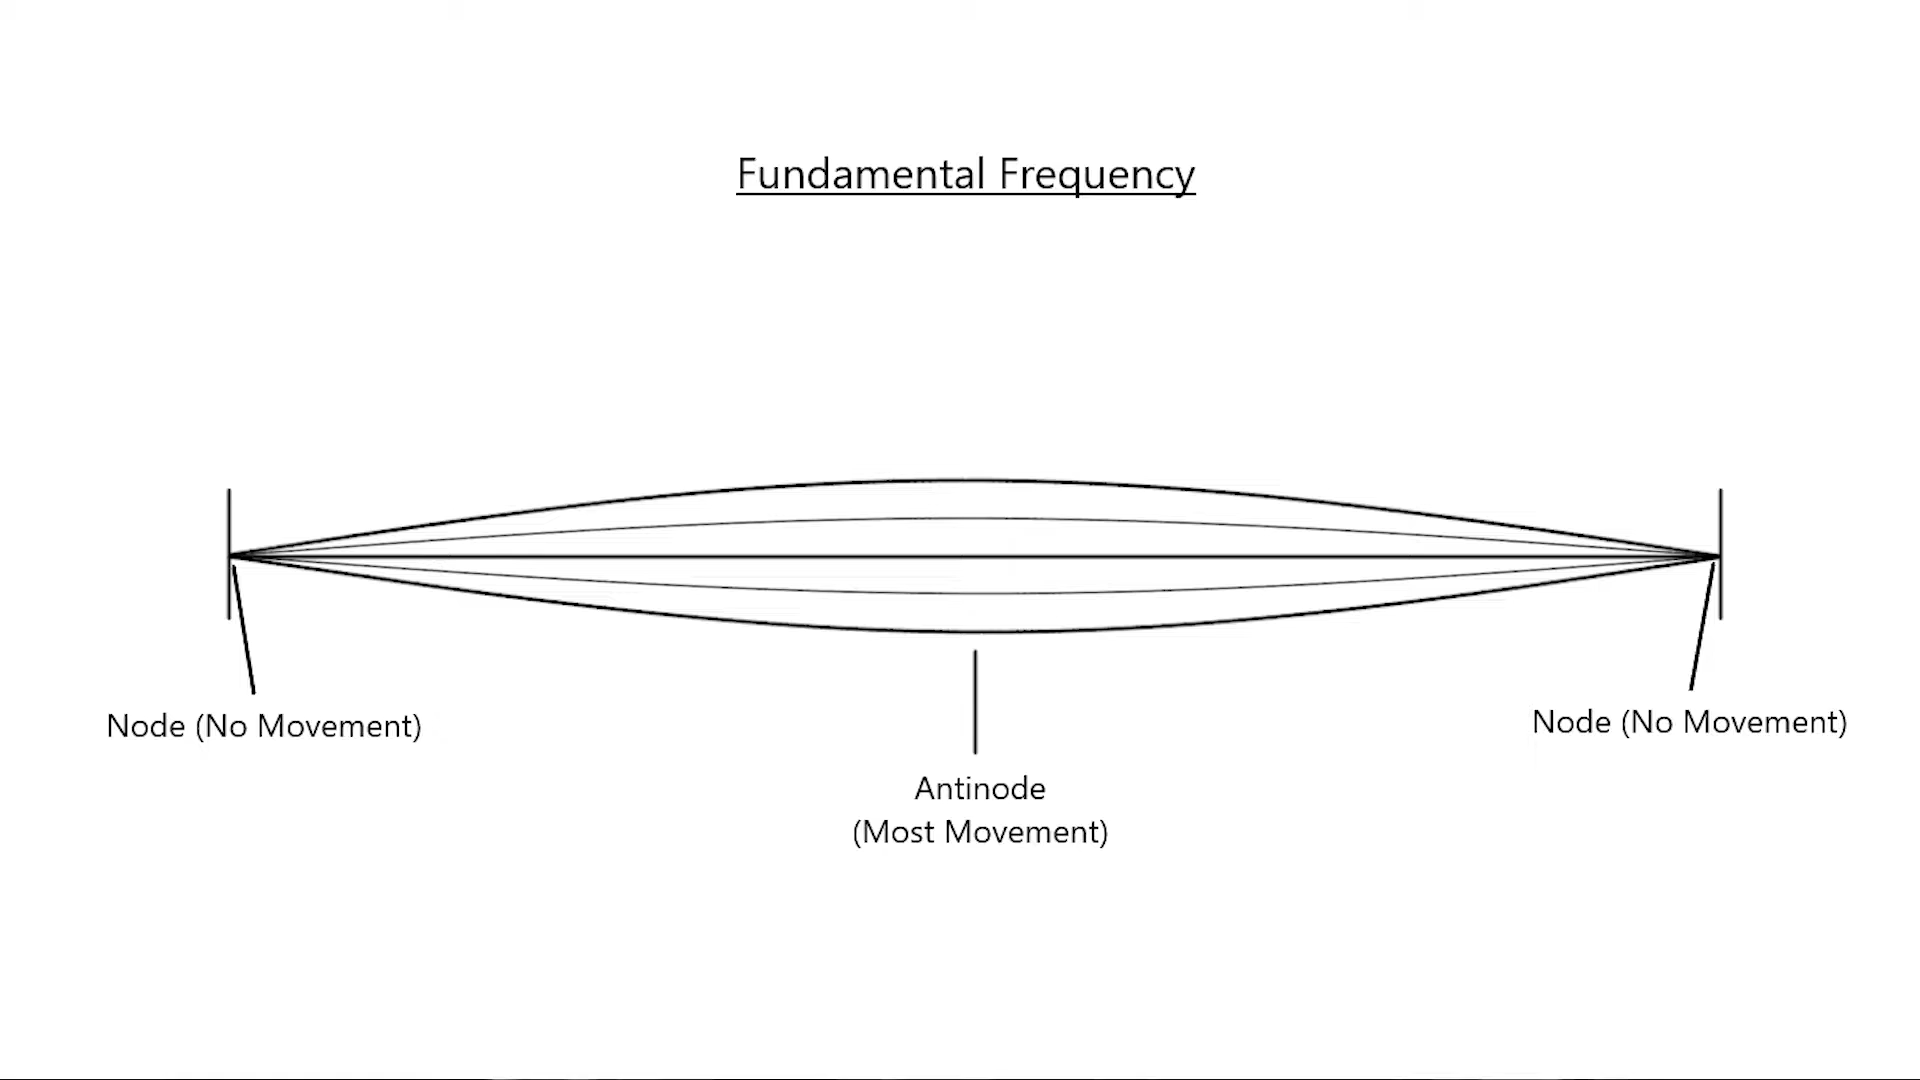 Fundamental Frequency
Node (No Movement)
Node (No Movement)
Antinode
(Most Movement)